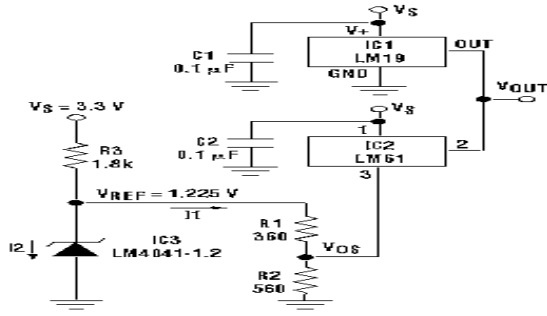 VS
V+
IC1
OUT
C1
0.1 µF
LM19
GND
VS
VOUT
VS = 3.3 V
1
IC2
2
C2
0.1 µF
LM61
R3
1.8k
3
VREF = 1.225 V
I1
R1
360
VOS
IC3
I2
LM4041-1.2
R2
560